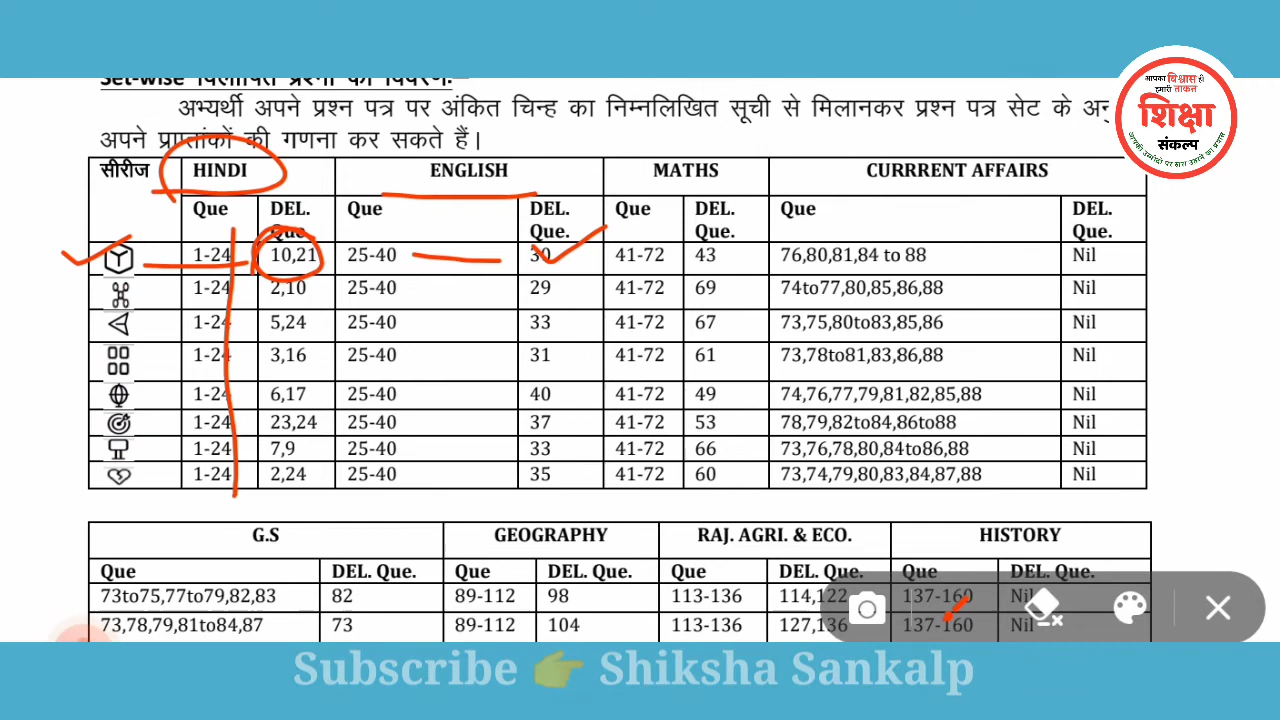 Set-wise विलोपित प्रश्नों का विवरण:
अभ्यर्थी अपने प्रश्न पत्र पर अंकित चिन्ह का निम्नलिखित सूची से मिलानकर प्रश्न पत्र सेट के
अपने प्राप्तांकों की गणना कर सकते हैं।
आपका विश्वास ही
हमारी ताकत
शिक्षा
संकल्प
सीरीज HINDI ENGLISH MATHS CURRRENT AFFAIRS
Que DEL. Que. Que DEL. Que. Que DEL. Que. Que DEL. Que.
1-24 10,21 25-40 30 41-72 43 76,80,81,84 to 88 Nil
1-24 2,10 25-40 29 41-72 69 74to77,80,85,86,88 Nil
1-24 5,24 25-40 33 41-72 67 73,75,80to83,85,86 Nil
1-24 3,16 25-40 31 41-72 61 73,78to81,83,86,88 Nil
1-24 6,17 25-40 40 41-72 49 74,76,77,79,81,82,85,88 Nil
1-24 23,24 25-40 37 41-72 53 78,79,82to84,86to88 Nil
1-24 7,9 25-40 33 41-72 66 73,76,78,80,84to86,88 Nil
1-24 2,24 25-40 35 41-72 60 73,74,79,80,83,84,87,88 Nil
G.S GEOGRAPHY RAJ. AGRI. & ECO. HISTORY
Que DEL. Que. Que DEL. Que. Que DEL. Que. Que DEL. Que.
73to75,77to79,82,83 82 89-112 98 113-136 114,122 137-160 Nil
73,78,79,81to84,87 73 89-112 104 113-136 127,136 137-160 Nil
Subscribe 👉 Shiksha Sankalp